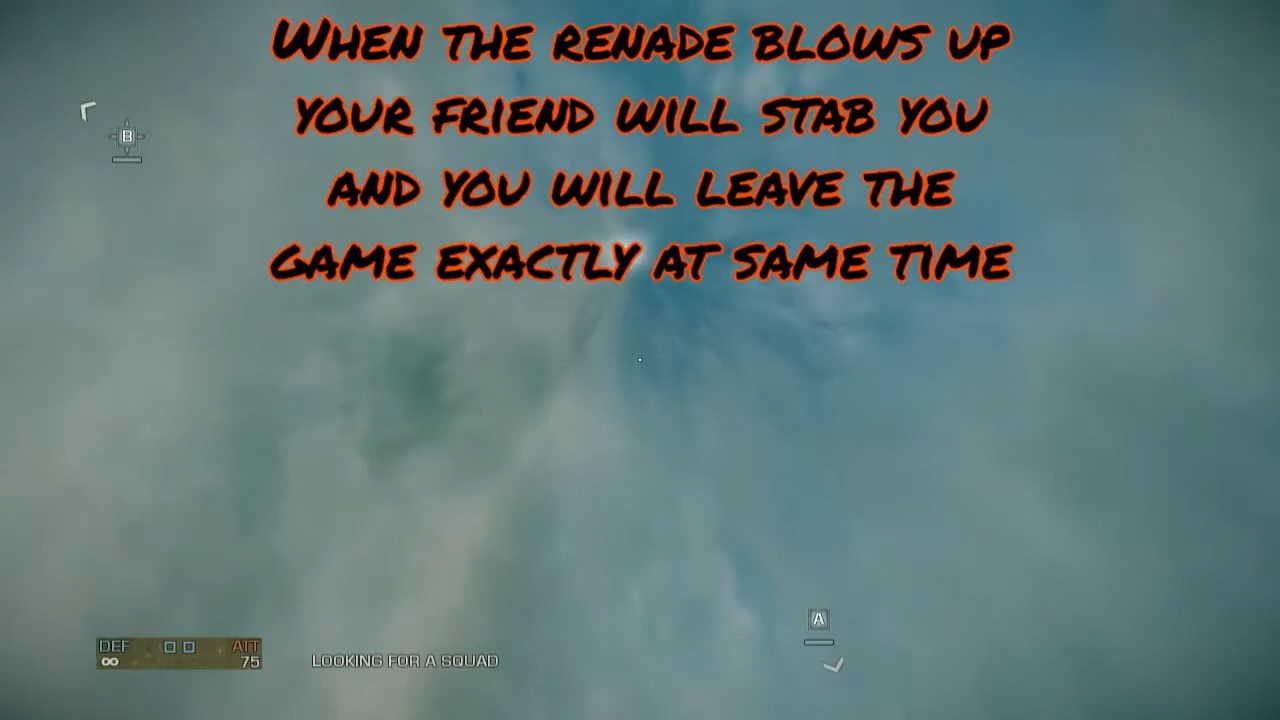 When the renade blows up
your friend will stab you
and you will leave the
game exactly at same time
B
A
DEF ATT
∞ 75
LOOKING FOR A SQUAD